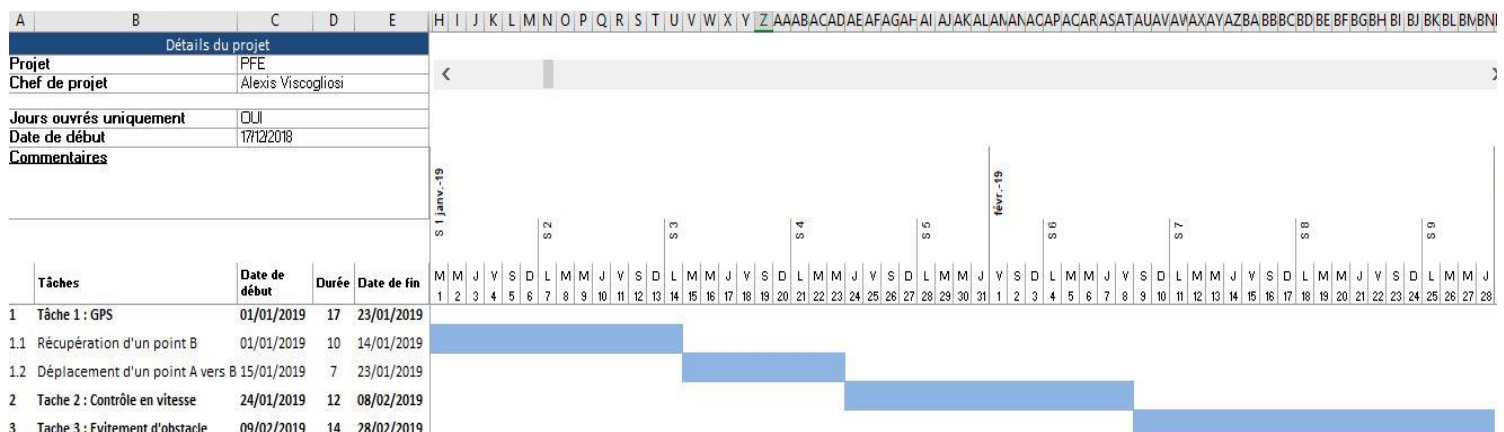 A B C D E H I J K L M N O P Q R S T U V W X Y Z AA AB AC AD AE AF AG AH AI AJ AK AL AM AN AO AP AQ AR AS AT AU AV AW AX AY AZ BA BB BC BD BE BF BG BH BI BJ BK BL BM BN
Détails du projet
Projet PFE
Chef de projet Alexis Viscogliosi
Jours ouvrés uniquement OUI
Date de début 17/12/2018
Commentaires
janv.-19 févr.-19
S 1 S 2 S 3 S 4 S 5 S 6 S 7 S 8 S 9
Tâches Date de début Durée Date de fin
M M J V S D L M M J V S D L M M J V S D L M M J V S D L M M J V S D L M M J V S D L M M J V S D L M M J V S D L M M J
1 2 3 4 5 6 7 8 9 10 11 12 13 14 15 16 17 18 19 20 21 22 23 24 25 26 27 28 29 30 31 1 2 3 4 5 6 7 8 9 10 11 12 13 14 15 16 17 18 19 20 21 22 23 24 25 26 27 28
1 Tâche 1 : GPS 01/01/2019 17 23/01/2019
1.1 Récupération d'un point B 01/01/2019 10 14/01/2019
1.2 Déplacement d'un point A vers B 15/01/2019 7 23/01/2019
2 Tache 2 : Contrôle en vitesse 24/01/2019 12 08/02/2019
3 Tache 3 : Evitement d'obstacle 09/02/2019 14 28/02/2019